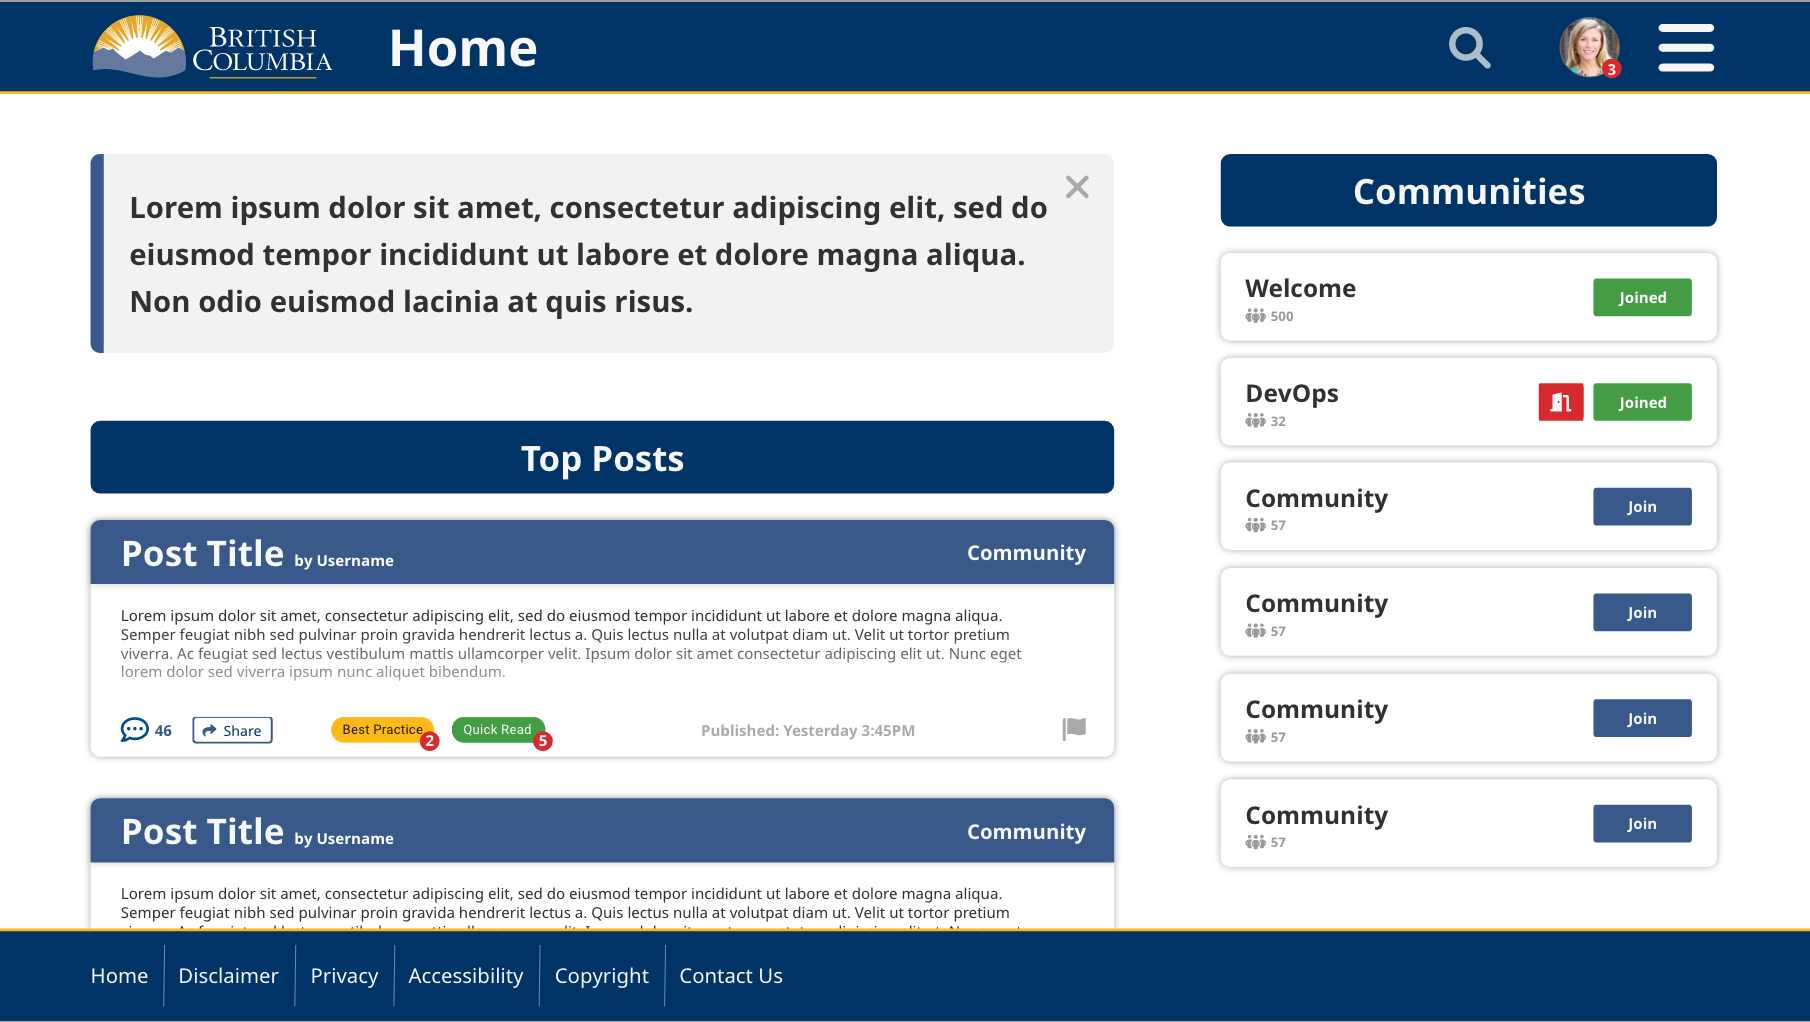 BRITISH
COLUMBIA
Home
3
Lorem ipsum dolor sit amet, consectetur adipiscing elit, sed do
eiusmod tempor incididunt ut labore et dolore magna aliqua.
Non odio euismod lacinia at quis risus.
Top Posts
Post Title by Username
Community
Lorem ipsum dolor sit amet, consectetur adipiscing elit, sed do eiusmod tempor incididunt ut labore et dolore magna aliqua.
Semper feugiat nibh sed pulvinar proin gravida hendrerit lectus a. Quis lectus nulla at volutpat diam ut. Velit ut tortor pretium
viverra. Ac feugiat sed lectus vestibulum mattis ullamcorper velit. Ipsum dolor sit amet consectetur adipiscing elit ut. Nunc eget
lorem dolor sed viverra ipsum nunc aliquet bibendum.
46
Share
Best Practice
2
Quick Read
5
Published: Yesterday 3:45PM
Post Title by Username
Community
Lorem ipsum dolor sit amet, consectetur adipiscing elit, sed do eiusmod tempor incididunt ut labore et dolore magna aliqua.
Semper feugiat nibh sed pulvinar proin gravida hendrerit lectus a. Quis lectus nulla at volutpat diam ut. Velit ut tortor pretium
Communities
Welcome
500
Joined
DevOps
32
Joined
Community
57
Join
Community
57
Join
Community
57
Join
Community
57
Join
Home
Disclaimer
Privacy
Accessibility
Copyright
Contact Us